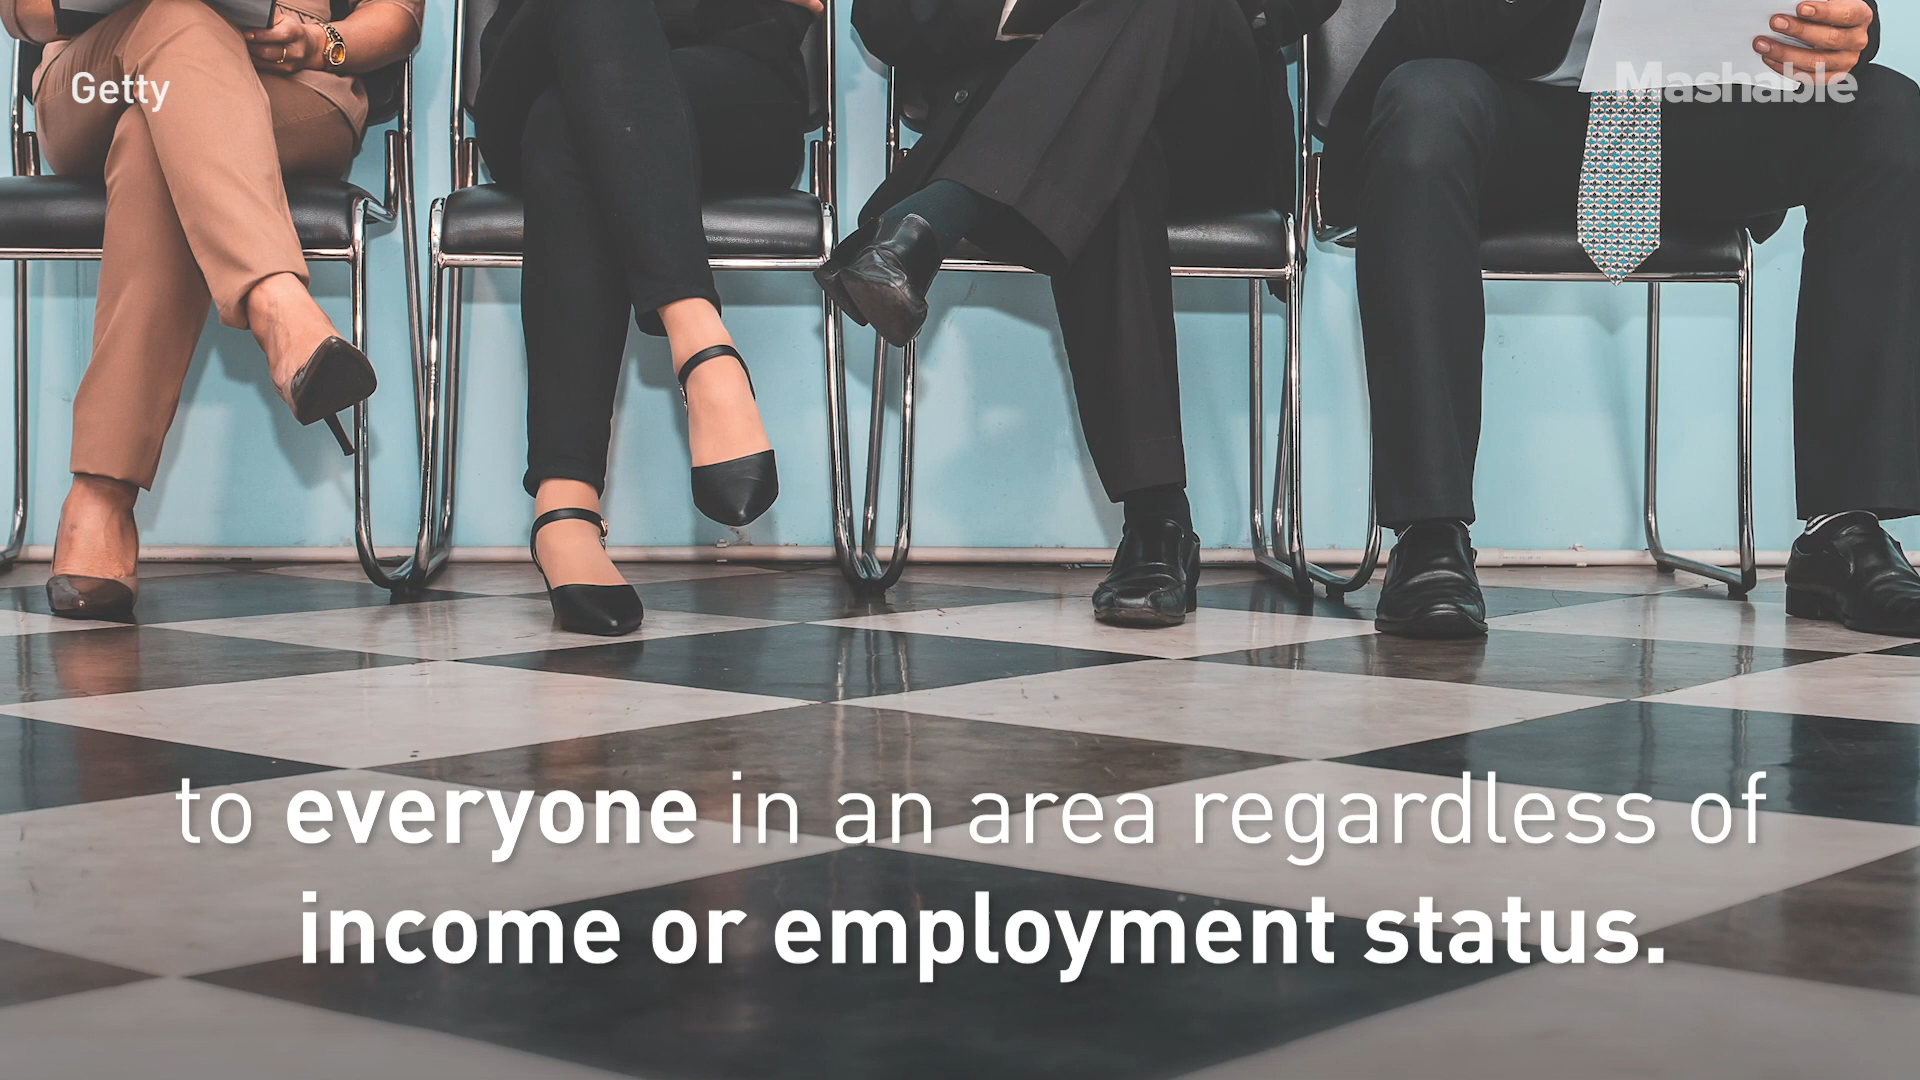 Getty
Mashable
to everyone in an area regardless of
income or employment status.